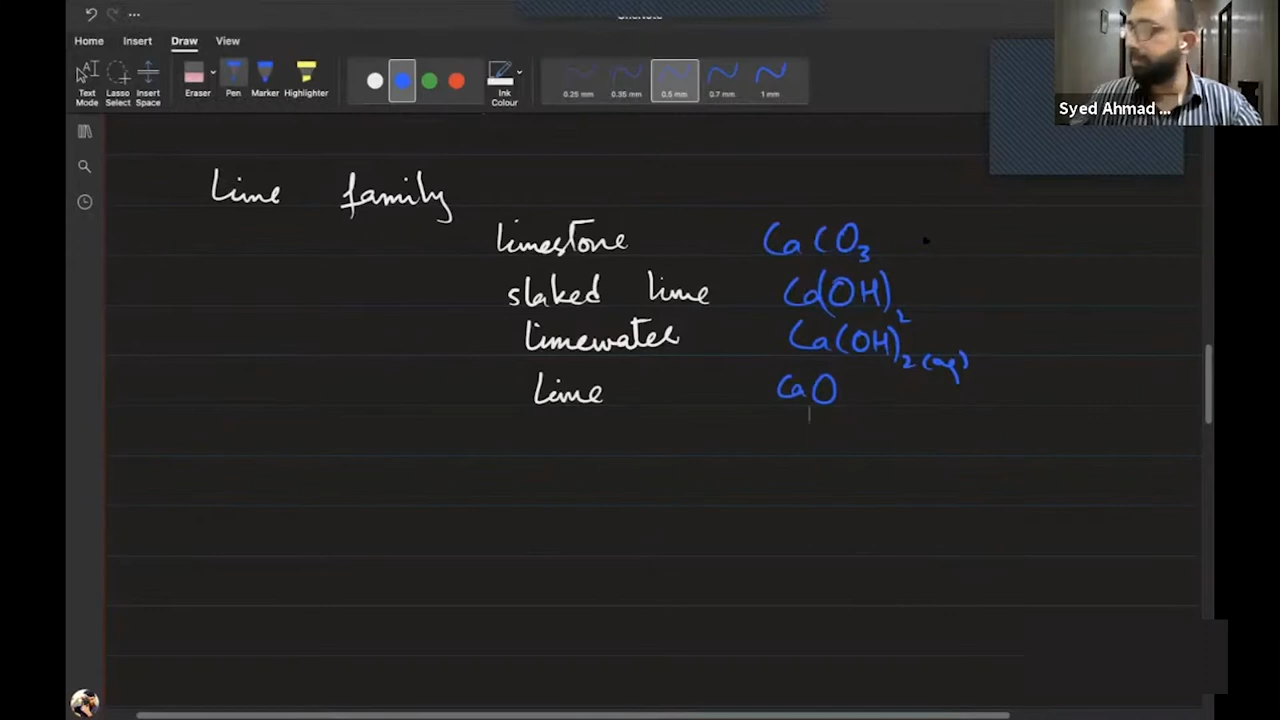 OneNote
Home Insert Draw View
Text Mode Lasso Select Insert Space Eraser Pen Marker Highlighter Ink Colour 0.25 mm 0.35 mm 0.5 mm 0.7 mm 1 mm
Syed Ahmad ...
Lime family
limestone CaCO3
slaked lime Ca(OH)2
limewater Ca(OH)2(aq)
Lime CaO